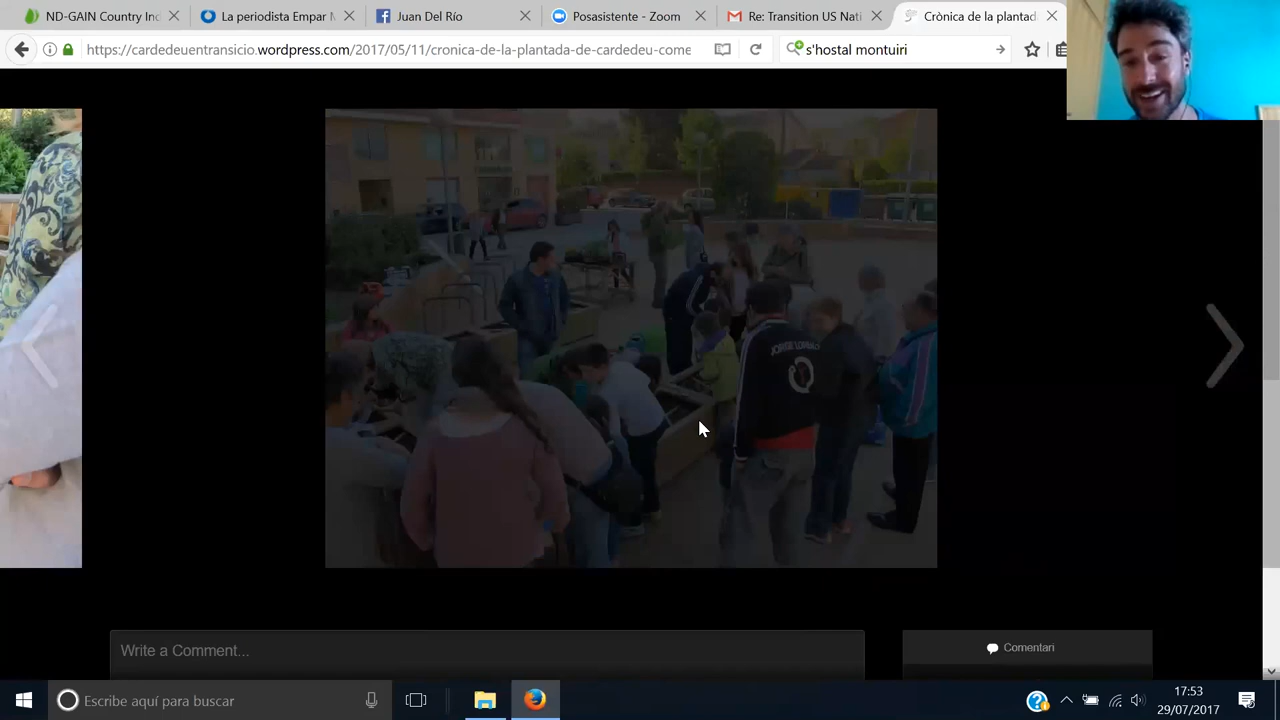 ND-GAIN Country Ind
La periodista Empar M
Juan Del Río
Posasistente - Zoom
Re: Transition US Nati
Crònica de la plantad
https://cardedeuentransicio.wordpress.com/2017/05/11/cronica-de-la-plantada-de-cardedeu-come
s'hostal montuiri
Write a Comment...
Comentari
Escribe aquí para buscar
17:53
29/07/2017